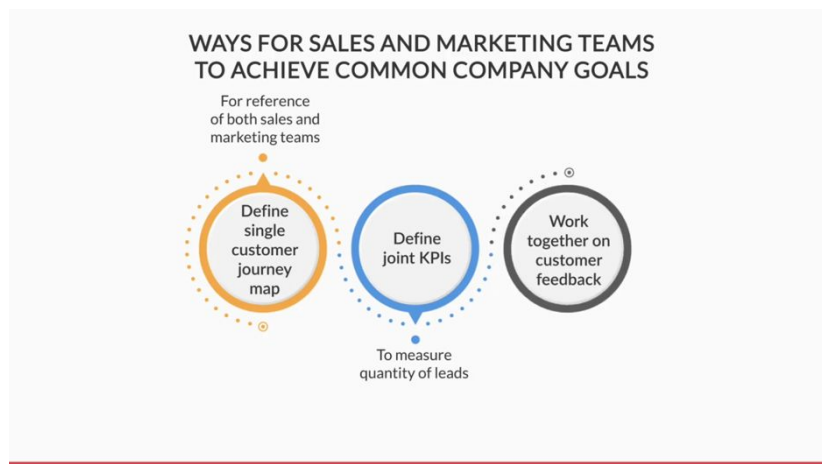 WAYS FOR SALES AND MARKETING TEAMS
TO ACHIEVE COMMON COMPANY GOALS
For reference
of both sales and
marketing teams
Define
single
customer
journey
map
Define
joint KPIs
To measure
quantity of leads
Work
together on
customer
feedback